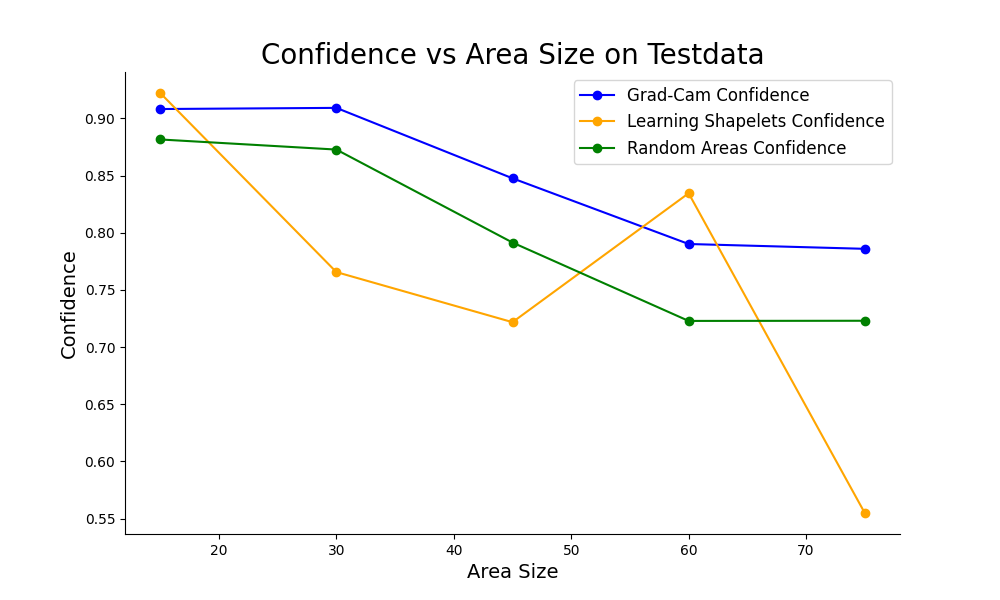 Confidence vs Area Size on Testdata
Grad-Cam Confidence
Learning Shapelets Confidence
Random Areas Confidence
Confidence
0.90
0.85
0.80
0.75
0.70
0.65
0.60
0.55
20 30 40 50 60 70
Area Size